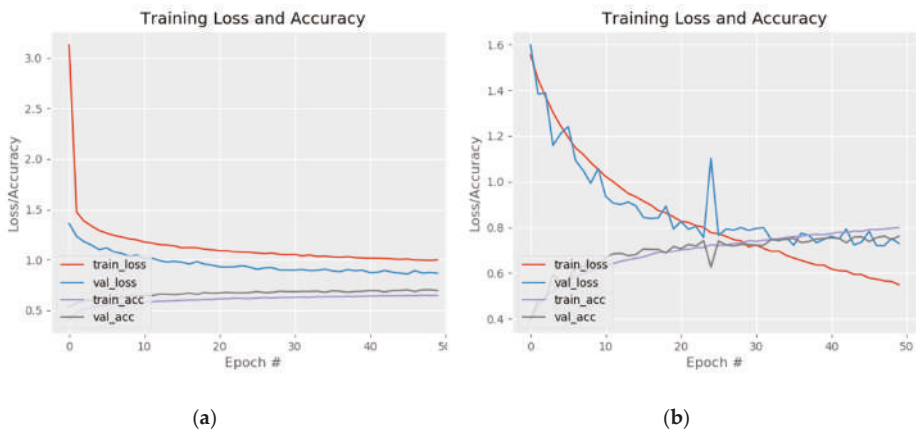 Training Loss and Accuracy
3.0
2.5
2.0
1.5
1.0
0.5
Loss/Accuracy
train_loss
val_loss
train_acc
val_acc
0 10 20 30 40 50
Epoch #
(a)
Training Loss and Accuracy
1.6
1.4
1.2
1.0
0.8
0.6
0.4
Loss/Accuracy
train_loss
val_loss
train_acc
val_acc
0 10 20 30 40 50
Epoch #
(b)